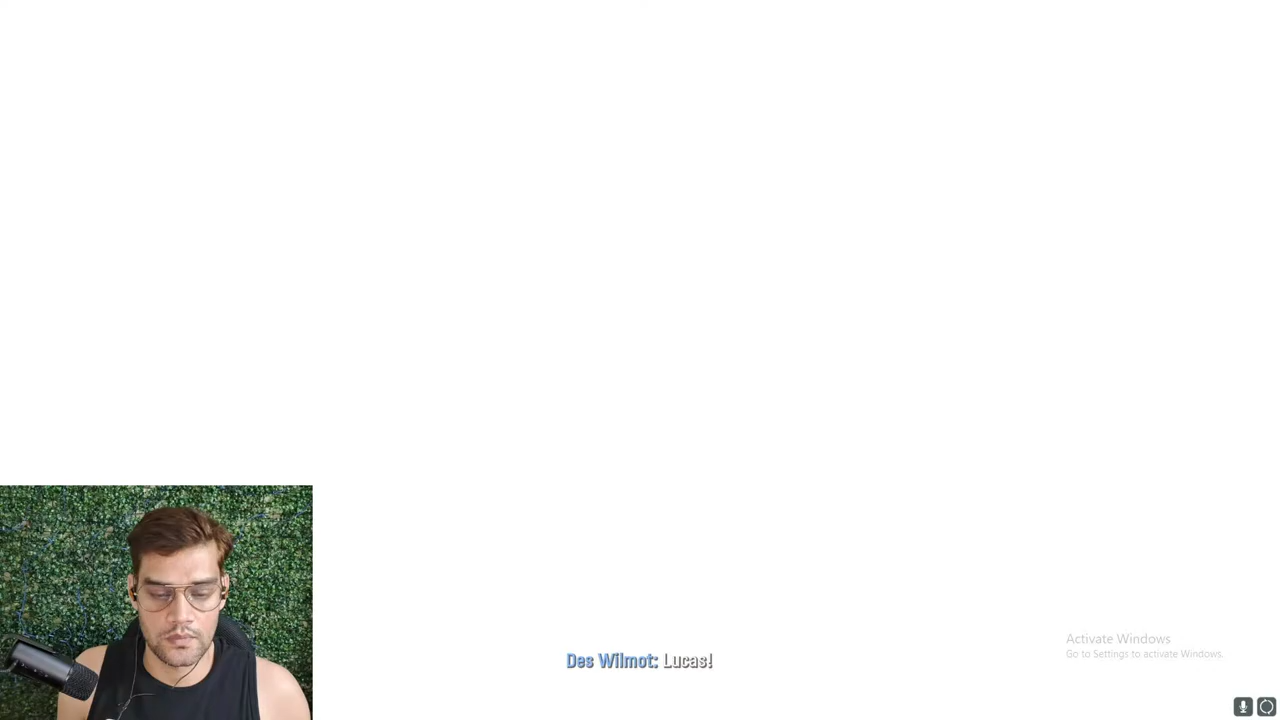 Des Wilmot: Lucas!
Activate Windows
Go to Settings to activate Windows.